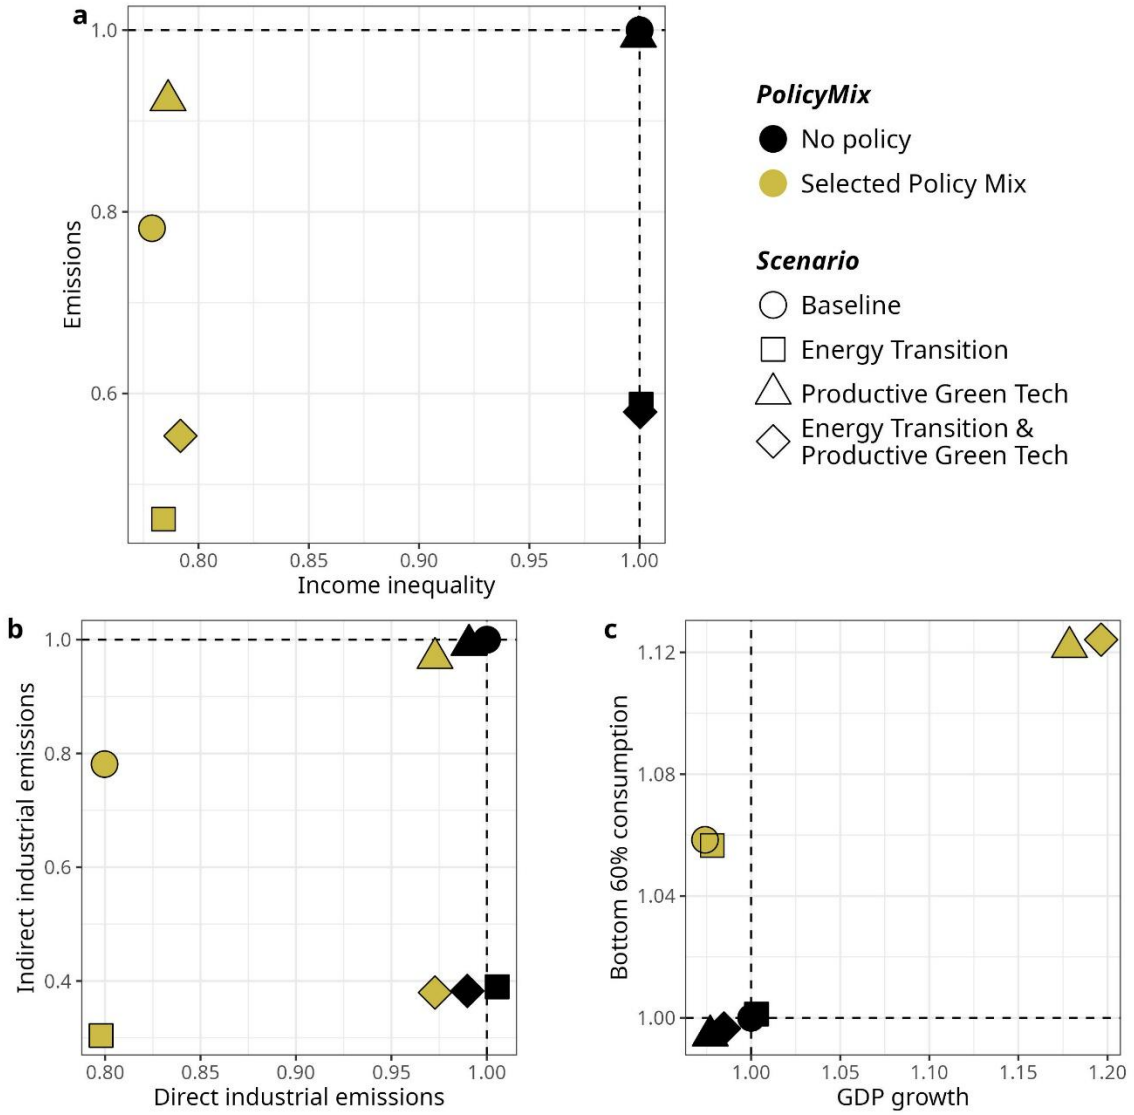 a
1.0
0.8
0.6
Emissions
0.80 0.85 0.90 0.95 1.00
Income inequality
PolicyMix
No policy
Selected Policy Mix
Scenario
Baseline
Energy Transition
Productive Green Tech
Energy Transition &
Productive Green Tech
b
1.0
0.8
0.6
0.4
Indirect industrial emissions
0.80 0.85 0.90 0.95 1.00
Direct industrial emissions
c
1.12
1.08
1.04
1.00
Bottom 60% consumption
1.00 1.05 1.10 1.15 1.20
GDP growth